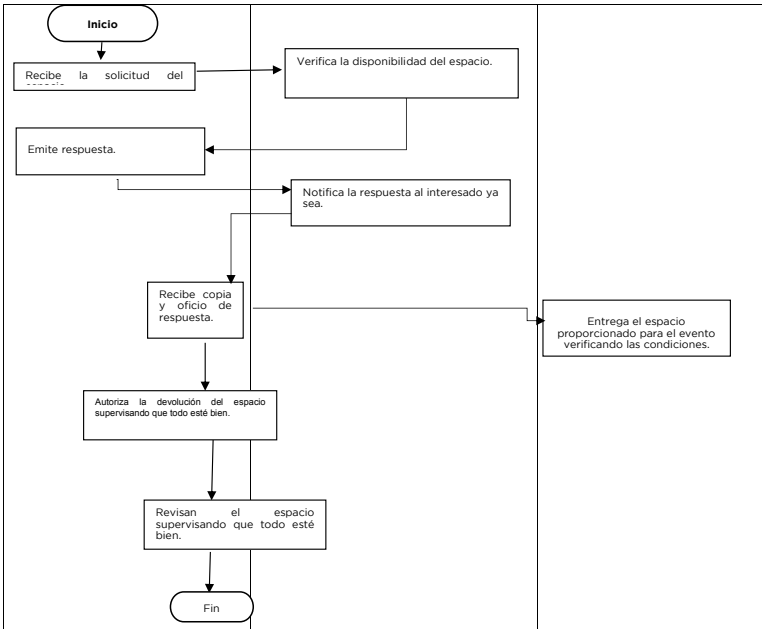 Inicio
Recibe la solicitud del
Verifica la disponibilidad del espacio.
Emite respuesta.
Notifica la respuesta al interesado ya
sea.
Recibe copia
y oficio de
respuesta.
Entrega el espacio
proporcionado para el evento
verificando las condiciones.
Autoriza la devolución del espacio
supervisando que todo esté bien.
Revisan el espacio
supervisando que todo esté
bien.
Fin